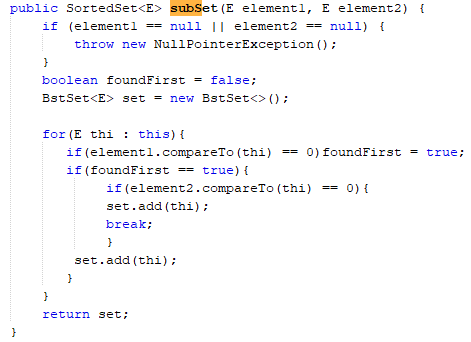 public SortedSet<E> subSet(E element1, E element2) {
    if (element1 == null || element2 == null) {
        throw new NullPointerException();
    }
    boolean foundFirst = false;
    BstSet<E> set = new BstSet<>();

    for(E thi : this){
       if(element1.compareTo(thi) == 0)foundFirst = true;
       if(foundFirst == true){
            if(element2.compareTo(thi) == 0){
            set.add(thi);
            break;
            }
        set.add(thi);
       }
    }
    return set;
}